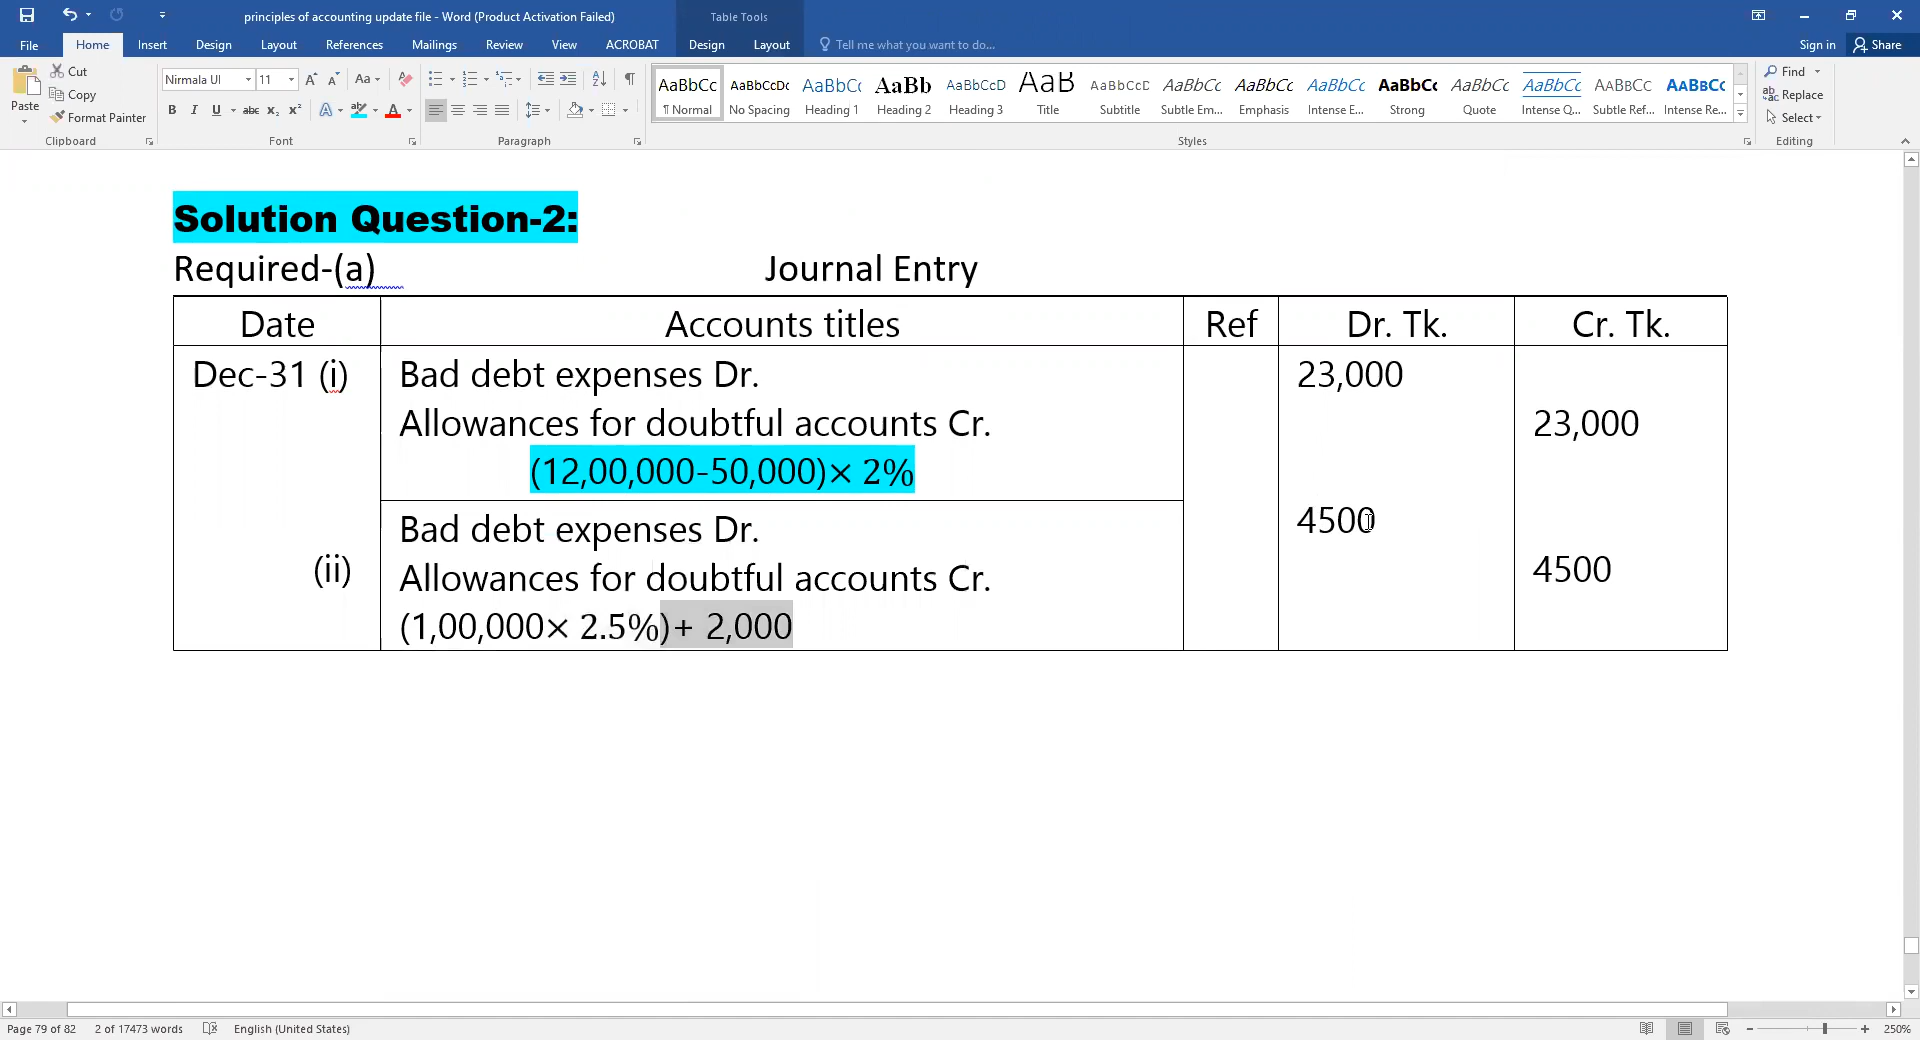 principles of accounting update file - Word (Product Activation Failed)
Table Tools
File Home Insert Design Layout References Mailings Review View ACROBAT Design Layout Tell me what you want to do... Sign in Share
Paste
Cut
Copy
Format Painter
Clipboard
Nirmala UI 11
Font
Paragraph
AaBbCc AaBbCcDc AaBbCc AaBb AaBbCcD AaB AaBbCcD AaBbCc AaBbCc AaBbCc AaBbCc AaBbCc AaBbCc AaBbCc AaBbCc
¶ Normal No Spacing Heading 1 Heading 2 Heading 3 Title Subtitle Subtle Em... Emphasis Intense E... Strong Quote Intense Q... Subtle Ref... Intense Re...
Styles
Find
Replace
Select
Editing
Solution Question-2:
Required-(a) Journal Entry
Date Accounts titles Ref Dr. Tk. Cr. Tk.
Dec-31 (i) Bad debt expenses Dr. 23,000
Allowances for doubtful accounts Cr. 23,000
(12,00,000-50,000)× 2%
Bad debt expenses Dr. 4500
(ii) Allowances for doubtful accounts Cr. 4500
(1,00,000× 2.5%)+ 2,000
Page 79 of 82 2 of 17473 words English (United States) 250%